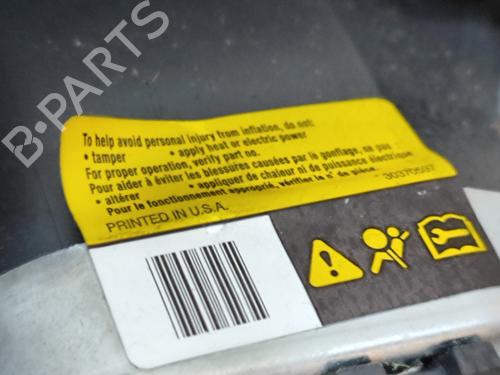 B-PARTS
To help avoid personal injury from inflation, do not:
• tamper • apply heat or electric power
For proper operation, verify part no.
Pour aider à éviter les blessures causées par le gonflage, ne pas
• altérer • appliquer de chaleur ni de puissance électrique
Pour le fonctionnement approprié, vérifiez le n° de pièce.
PRINTED IN U.S.A.
30370597